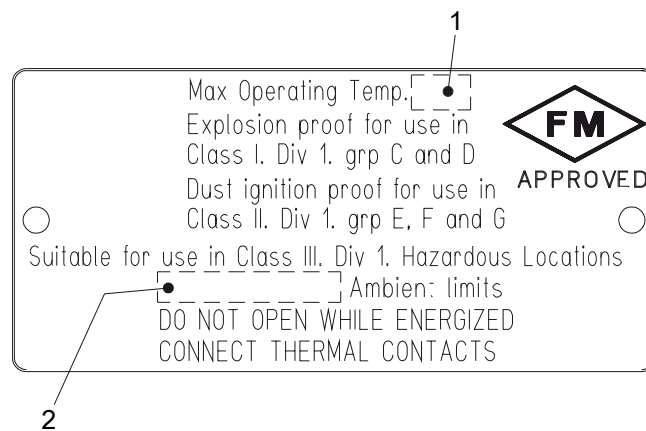 1
Max Operating Temp.
Explosion proof for use in
Class I. Div 1. grp C and D
FM
APPROVED
Dust ignition proof for use in
Class II. Div 1. grp E, F and G
Suitable for use in Class III. Div 1. Hazardous Locations
Ambient limits
DO NOT OPEN WHILE ENERGIZED
CONNECT THERMAL CONTACTS
2